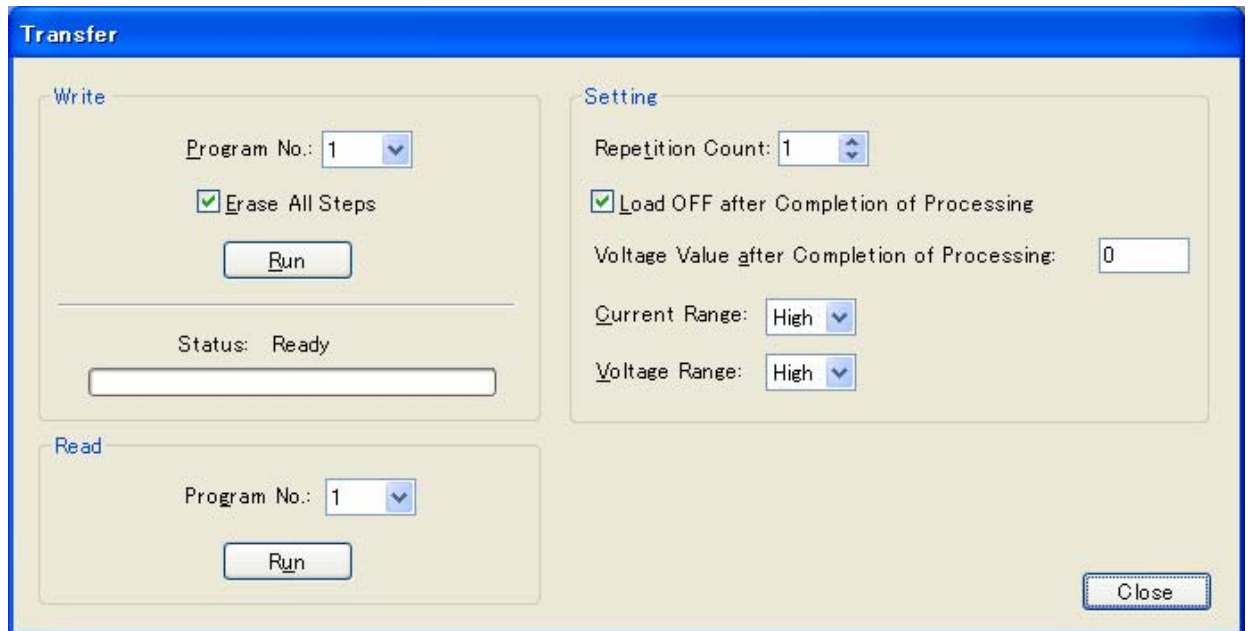 Transfer
Write
Program No.: 1
Erase All Steps
Run
Status: Ready
Setting
Repetition Count: 1
Load OFF after Completion of Processing
Voltage Value after Completion of Processing: 0
Current Range: High
Voltage Range: High
Read
Program No.: 1
Run
Close